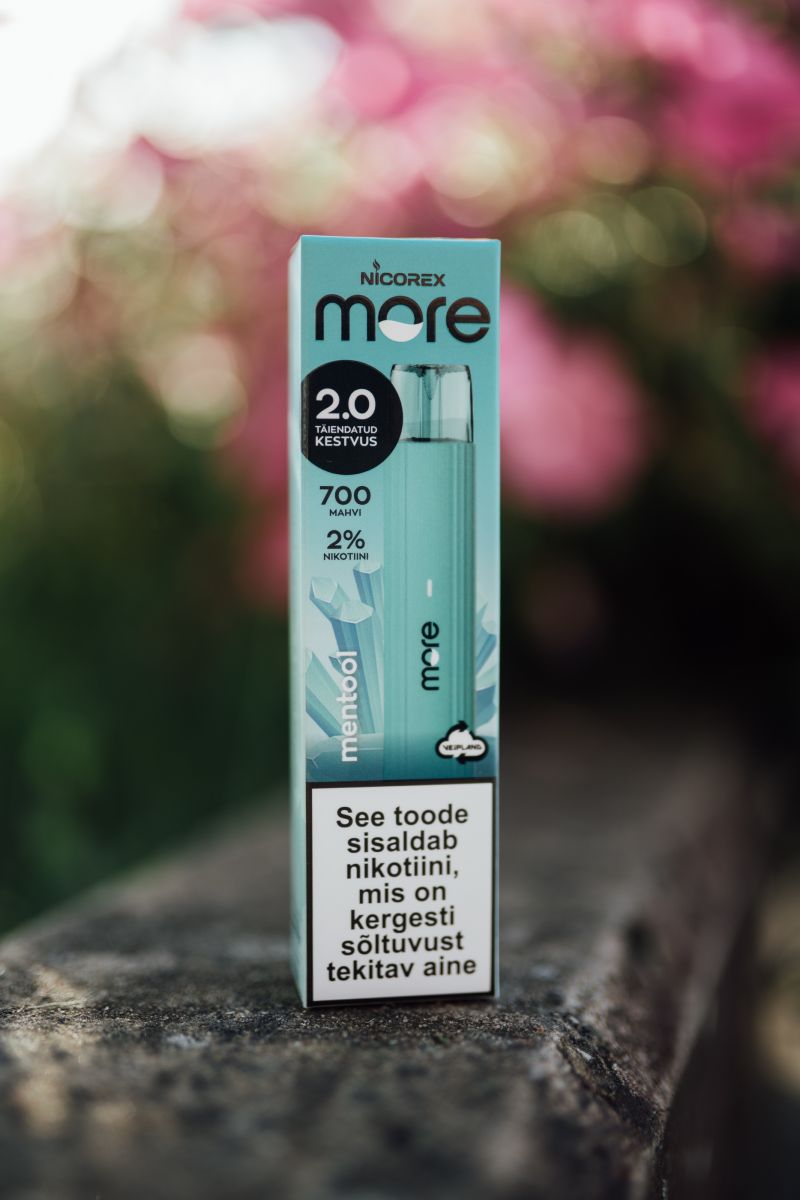 NICOREX
more
2.0
TÄIENDATUD
KESTVUS
700
MAHVI
2%
NIKOTIINI
mentool
more
VEIPLAND
See toode
sisaldab
nikotiini,
mis on
kergesti
sõltuvust
tekitav aine